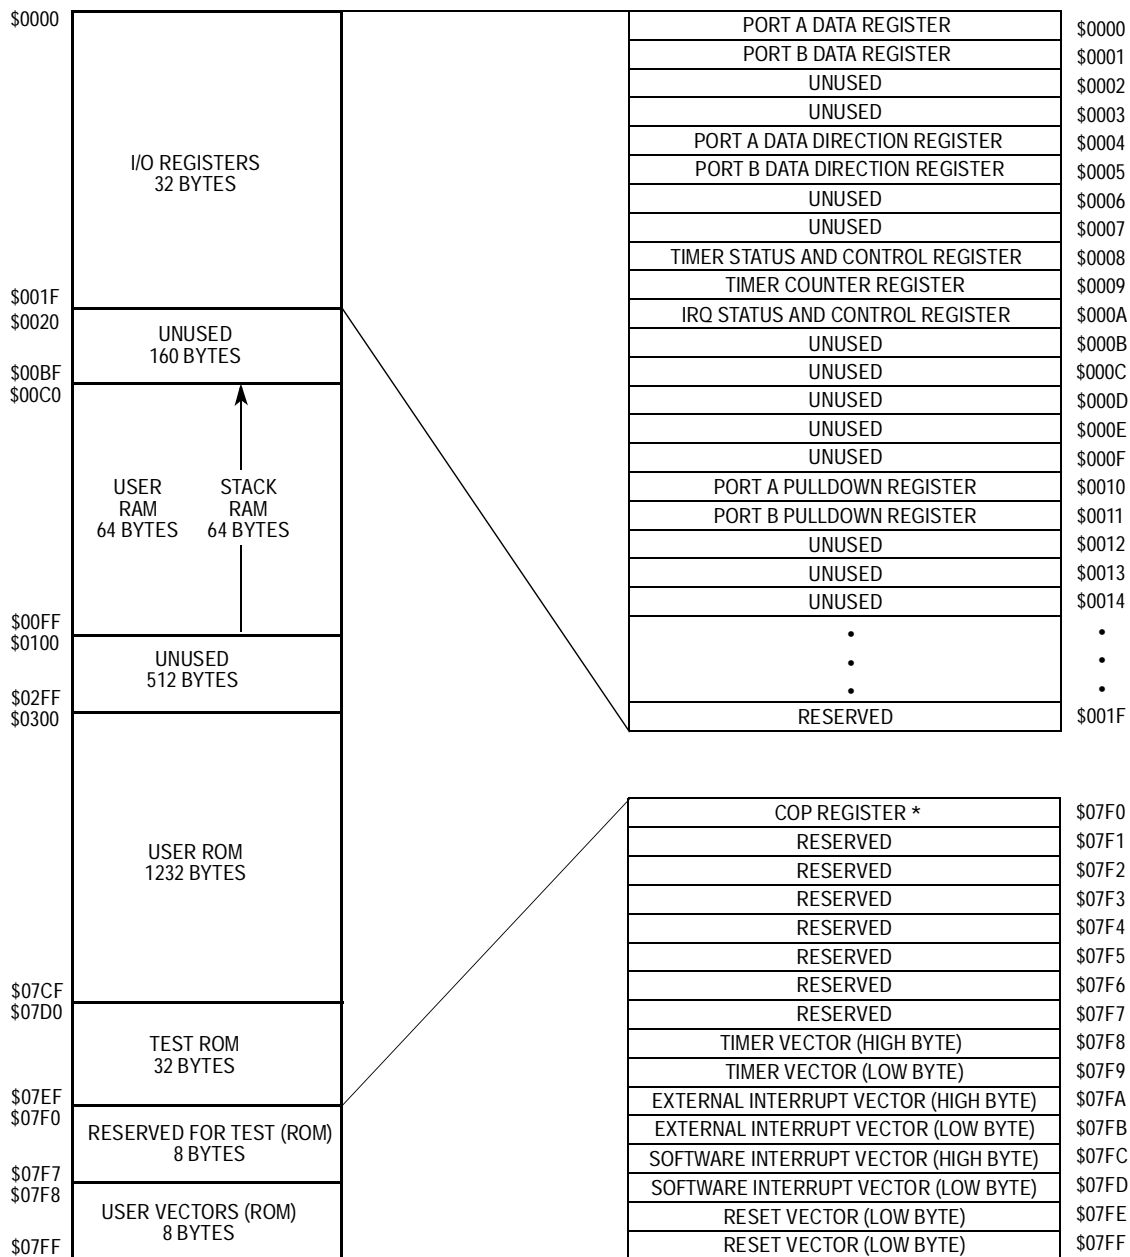 $0000
I/O REGISTERS
32 BYTES
$001F
$0020
UNUSED
160 BYTES
$00BF
$00C0
USER
RAM
64 BYTES
STACK
RAM
64 BYTES
$00FF
$0100
UNUSED
512 BYTES
$02FF
$0300
USER ROM
1232 BYTES
$07CF
$07D0
TEST ROM
32 BYTES
$07EF
$07F0
RESERVED FOR TEST (ROM)
8 BYTES
$07F7
$07F8
USER VECTORS (ROM)
8 BYTES
$07FF
PORT A DATA REGISTER $0000
PORT B DATA REGISTER $0001
UNUSED $0002
UNUSED $0003
PORT A DATA DIRECTION REGISTER $0004
PORT B DATA DIRECTION REGISTER $0005
UNUSED $0006
UNUSED $0007
TIMER STATUS AND CONTROL REGISTER $0008
TIMER COUNTER REGISTER $0009
IRQ STATUS AND CONTROL REGISTER $000A
UNUSED $000B
UNUSED $000C
UNUSED $000D
UNUSED $000E
UNUSED $000F
PORT A PULLDOWN REGISTER $0010
PORT B PULLDOWN REGISTER $0011
UNUSED $0012
UNUSED $0013
UNUSED $0014
• •
• •
• •
RESERVED $001F
COP REGISTER * $07F0
RESERVED $07F1
RESERVED $07F2
RESERVED $07F3
RESERVED $07F4
RESERVED $07F5
RESERVED $07F6
RESERVED $07F7
TIMER VECTOR (HIGH BYTE) $07F8
TIMER VECTOR (LOW BYTE) $07F9
EXTERNAL INTERRUPT VECTOR (HIGH BYTE) $07FA
EXTERNAL INTERRUPT VECTOR (LOW BYTE) $07FB
SOFTWARE INTERRUPT VECTOR (HIGH BYTE) $07FC
SOFTWARE INTERRUPT VECTOR (LOW BYTE) $07FD
RESET VECTOR (LOW BYTE) $07FE
RESET VECTOR (LOW BYTE) $07FF